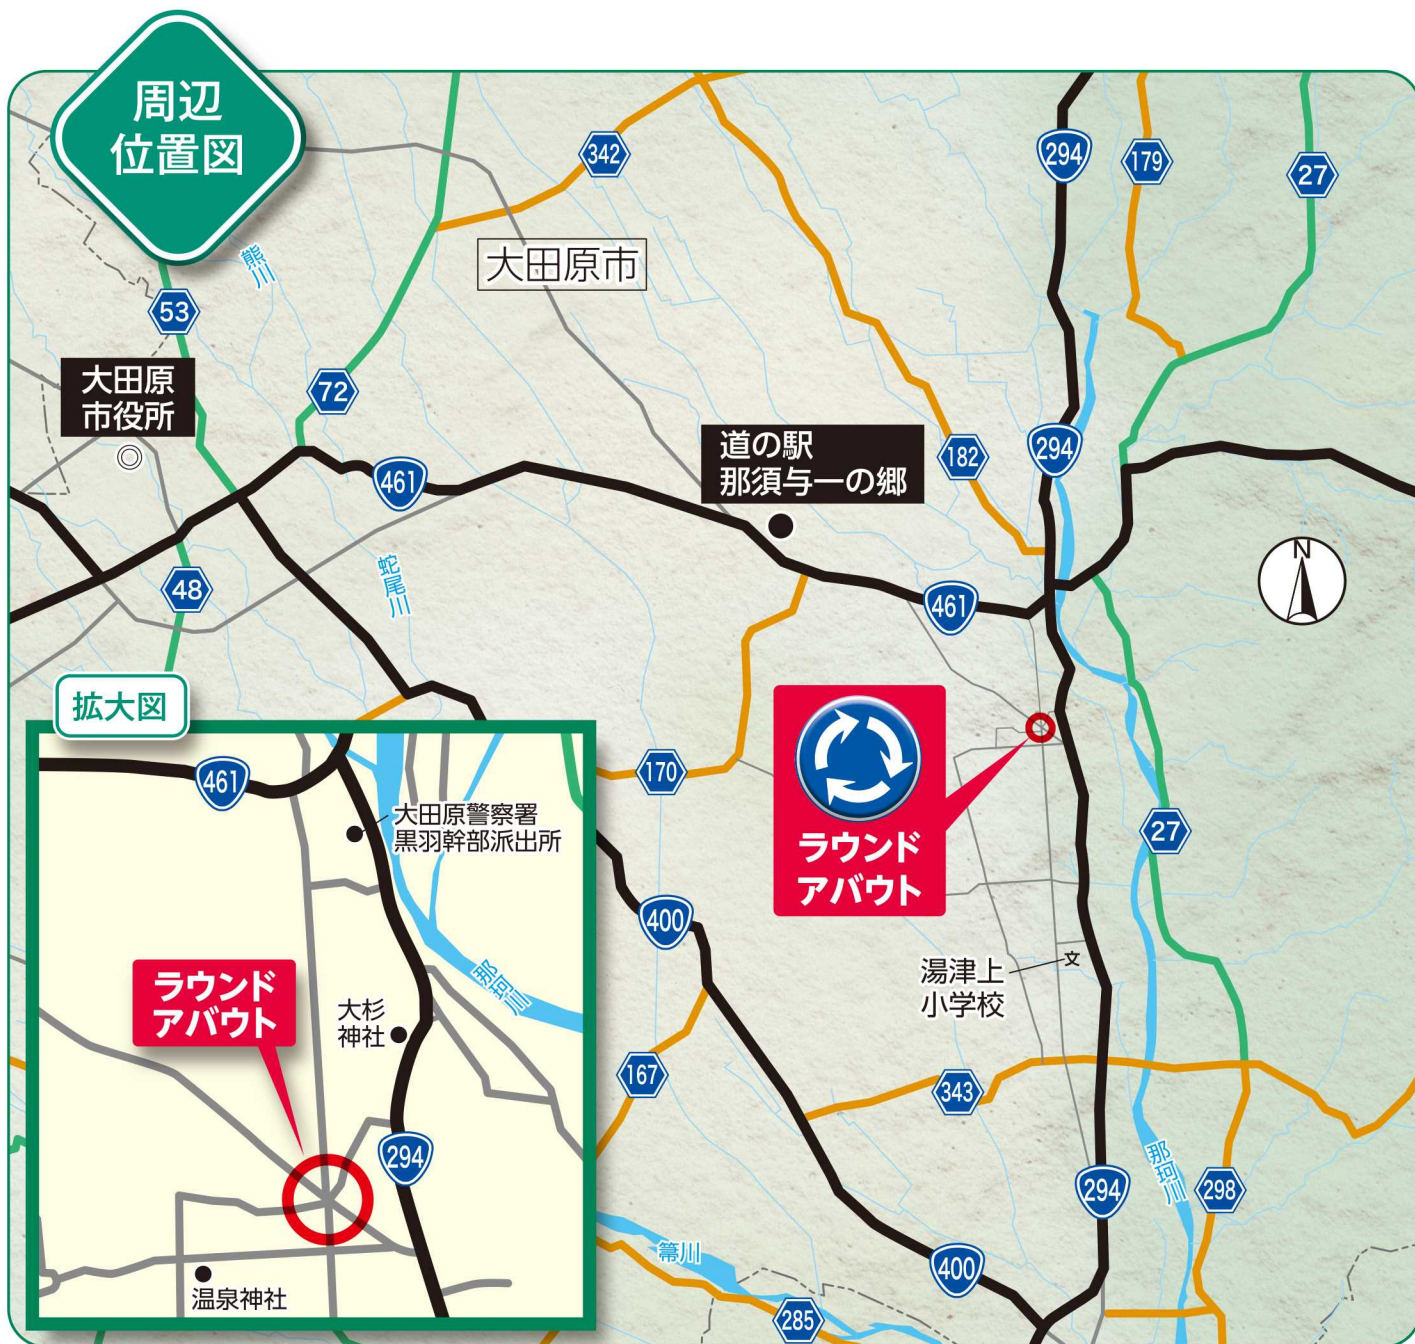 周辺
位置図
342
294
179
27
熊川
大田原市
53
大田原
市役所
72
461
道の駅
那須与一の郷
182
294
N
蛇尾川
48
461
拡大図
170
ラウンド
アバウト
27
461
大田原警察署
黒羽幹部派出所
400
那珂川
湯津上
小学校
文
ラウンド
アバウト
大杉
神社
167
343
294
那珂川
294
298
箒川
400
温泉神社
285